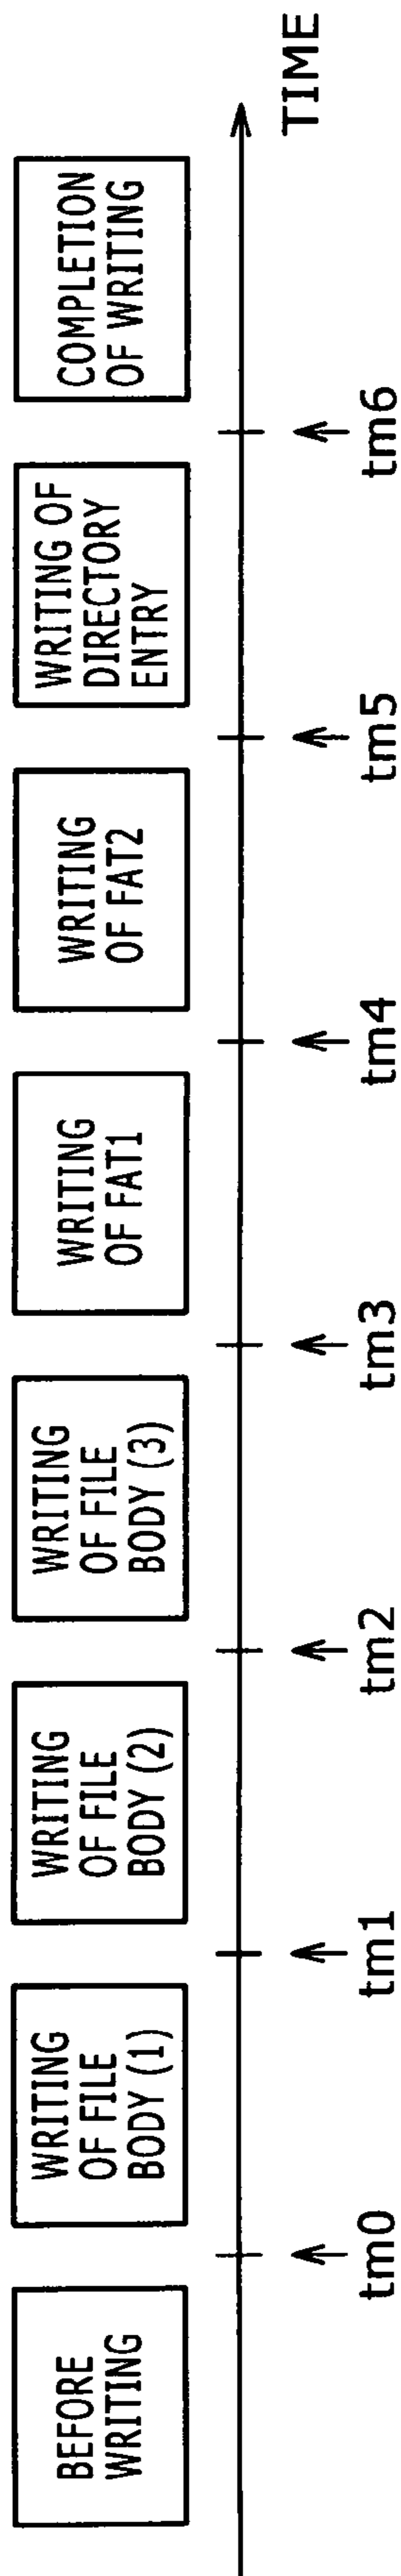 BEFORE
WRITING
WRITING
OF FILE
BODY (1)
WRITING
OF FILE
BODY (2)
WRITING
OF FILE
BODY (3)
WRITING
OF FAT1
WRITING
OF FAT2
WRITING OF
DIRECTORY
ENTRY
COMPLETION
OF WRITING
TIME
tm0
tm1
tm2
tm3
tm4
tm5
tm6